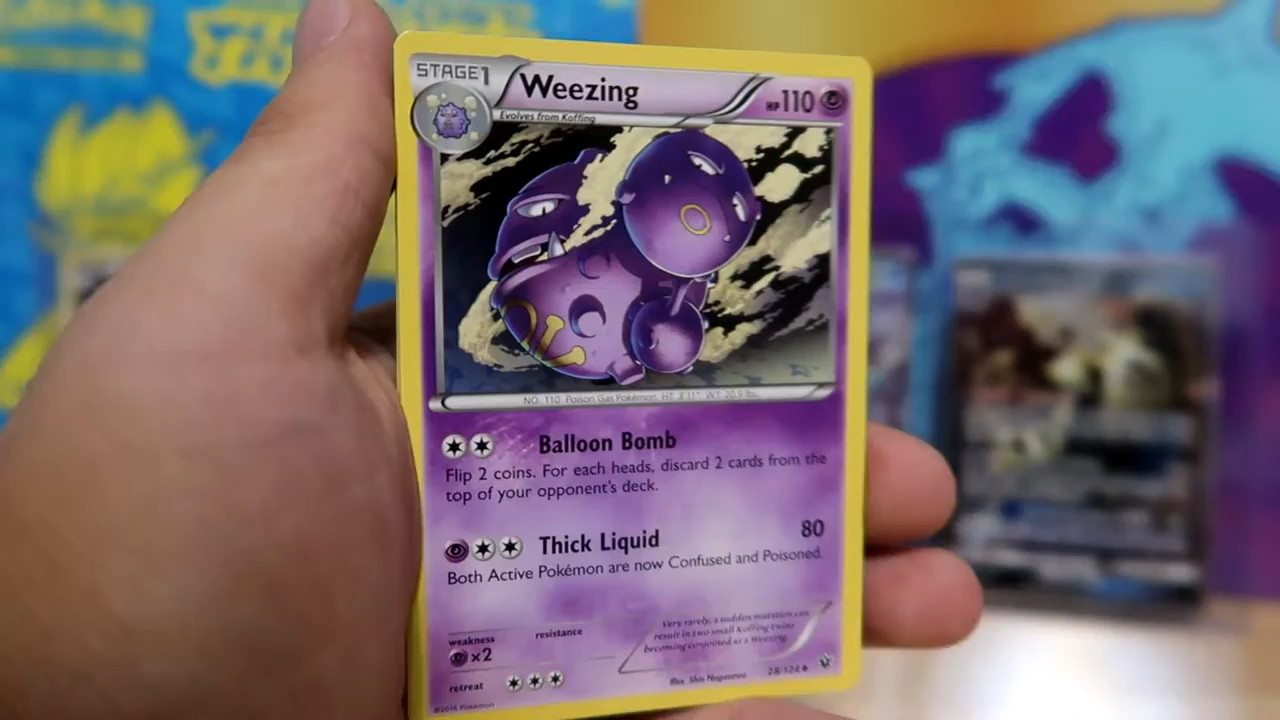 STAGE1
Weezing
HP110
Evolves from Koffing
NO. 110 Poison Gas Pokémon HT: 3'11" WT: 20.9 lbs.
Balloon Bomb
Flip 2 coins. For each heads, discard 2 cards from the
top of your opponent's deck.
Thick Liquid 80
Both Active Pokémon are now Confused and Poisoned.
weakness
×2
resistance
retreat
Very rarely, a sudden mutation can
result in two small Koffing twins
becoming conjoined as a Weezing.
Illus. Shin Nagasawa
28/124
©2016 Pokémon